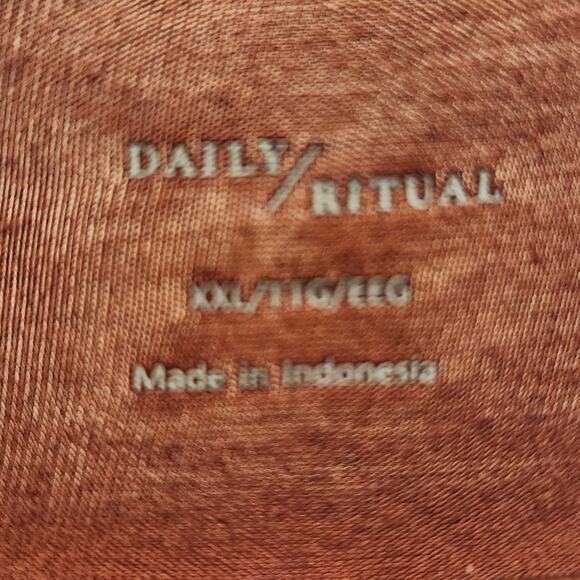 DAILY/RITUAL
XXL/TTG/EEG
Made in Indonesia